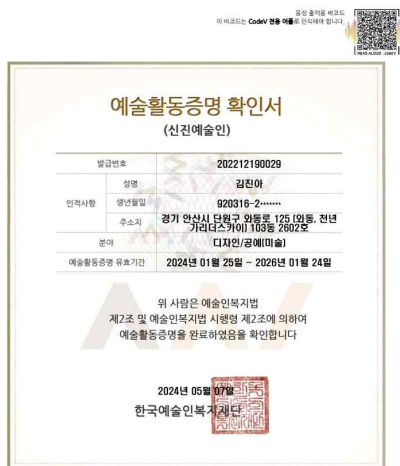 음성 출력용 바코드
이 바코드는 CodeV 전용 어플로 인식해야 합니다.
READ ALOUD : codeV
예술활동증명 확인서
(신진예술인)
발급번호 202212190029
인적사항
성명 김진아
생년월일 920316-2*******
주소지 경기 안산시 단원구 와동로 125 (와동, 천년
가리더스카이) 103동 2602호
분야 디자인/공예(미술)
예술활동증명 유효기간 2024년 01월 25일 ~ 2026년 01월 24일
위 사람은 예술인복지법
제2조 및 예술인복지법 시행령 제2조에 의하여
예술활동증명을 완료하였음을 확인합니다
2024년 05월 07일
한국예술인복지재단